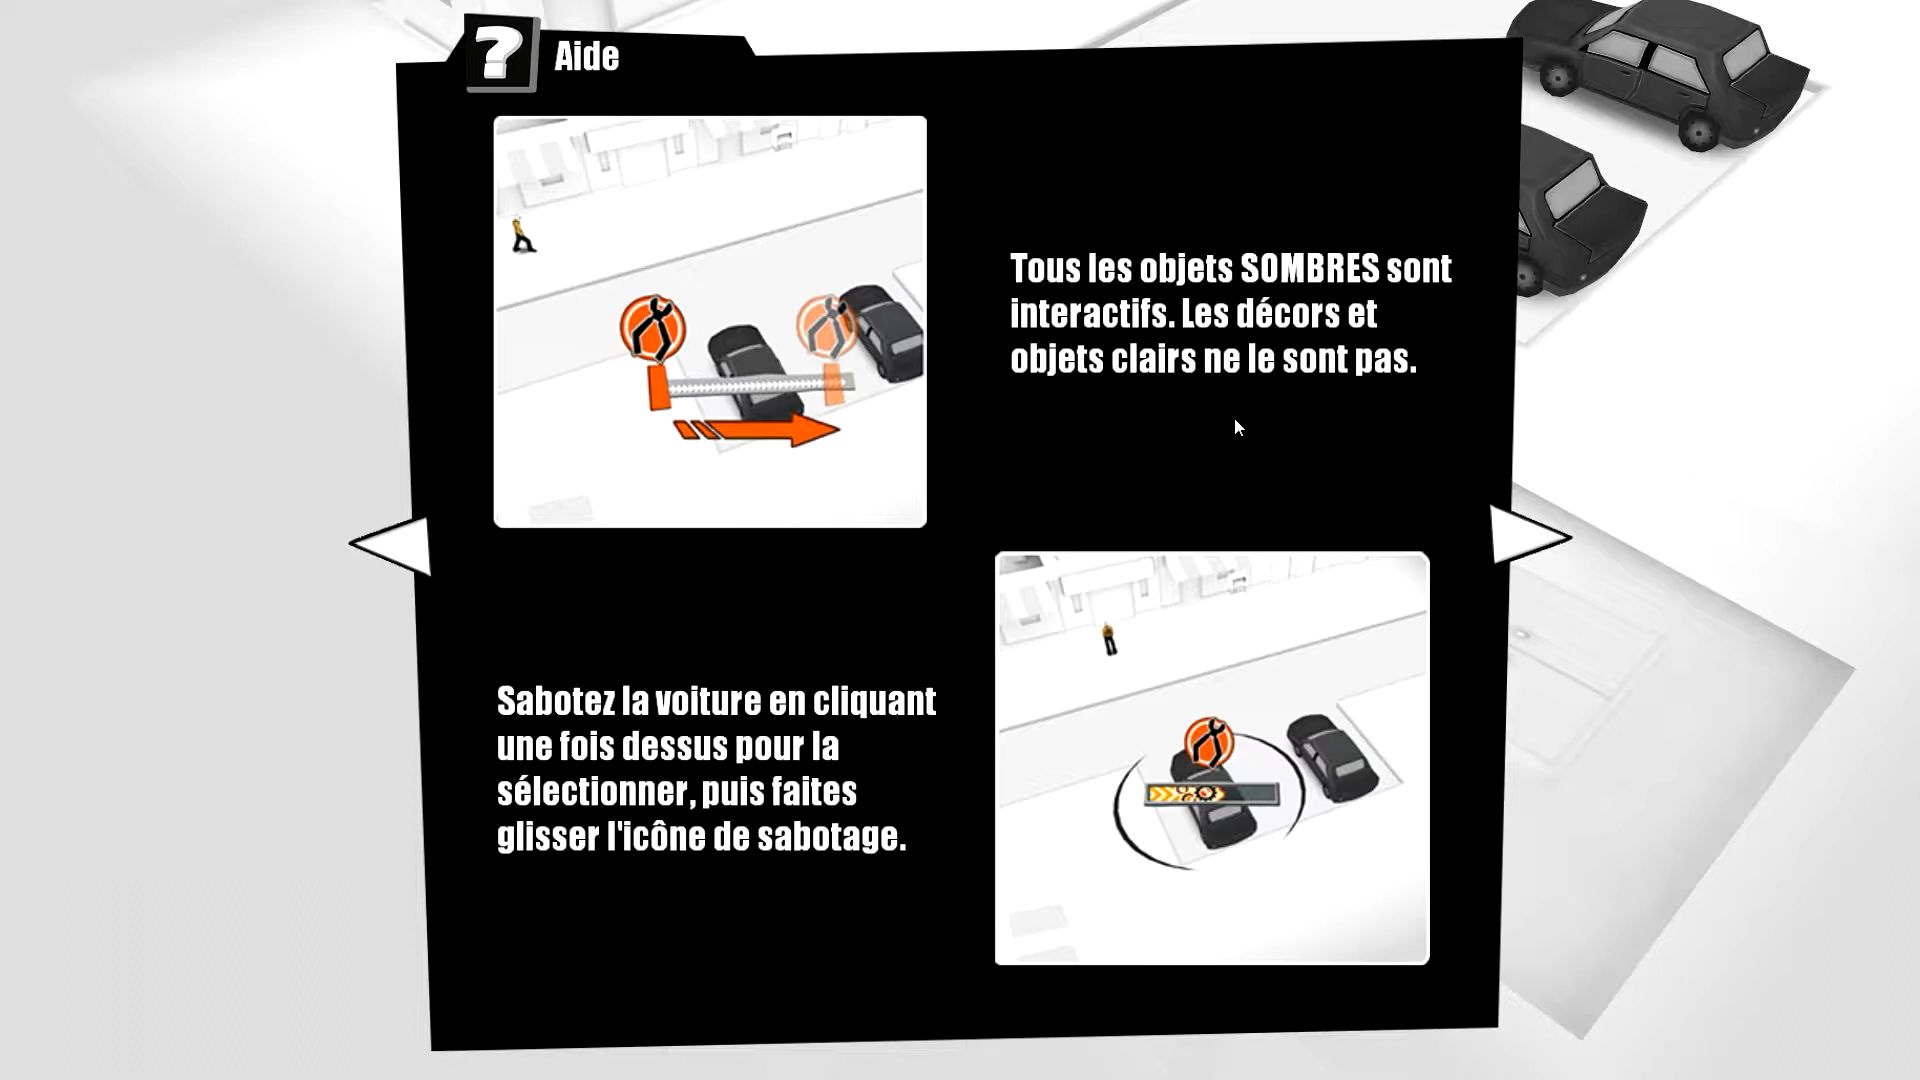 Aide
Tous les objets SOMBRES sont
interactifs. Les décors et
objets clairs ne le sont pas.
Sabotez la voiture en cliquant
une fois dessus pour la
sélectionner, puis faites
glisser l'icône de sabotage.